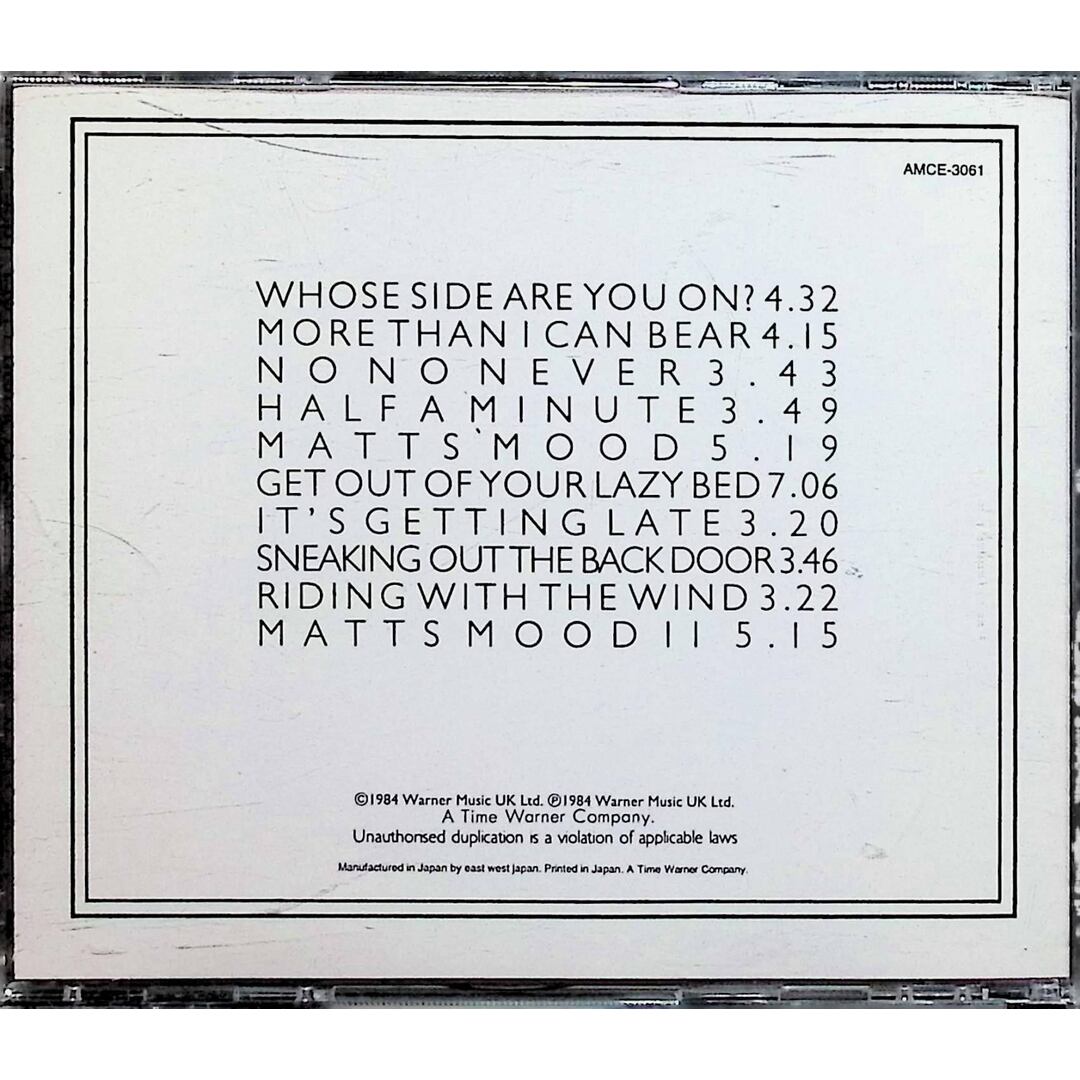 AMCE-3061
WHOSE SIDE ARE YOU ON? 4.32
MORE THAN I CAN BEAR 4.15
NO NO NEVER 3.43
HALF A MINUTE 3.49
MATTS' MOOD 5.19
GET OUT OF YOUR LAZY BED 7.06
IT'S GETTING LATE 3.20
SNEAKING OUT THE BACK DOOR 3.46
RIDING WITH THE WIND 3.22
MATTS MOOD II 5.15
©1984 Warner Music UK Ltd. ℗1984 Warner Music UK Ltd.
A Time Warner Company.
Unauthorised duplication is a violation of applicable laws
Manufactured in Japan by east west japan. Printed in Japan. A Time Warner Company.